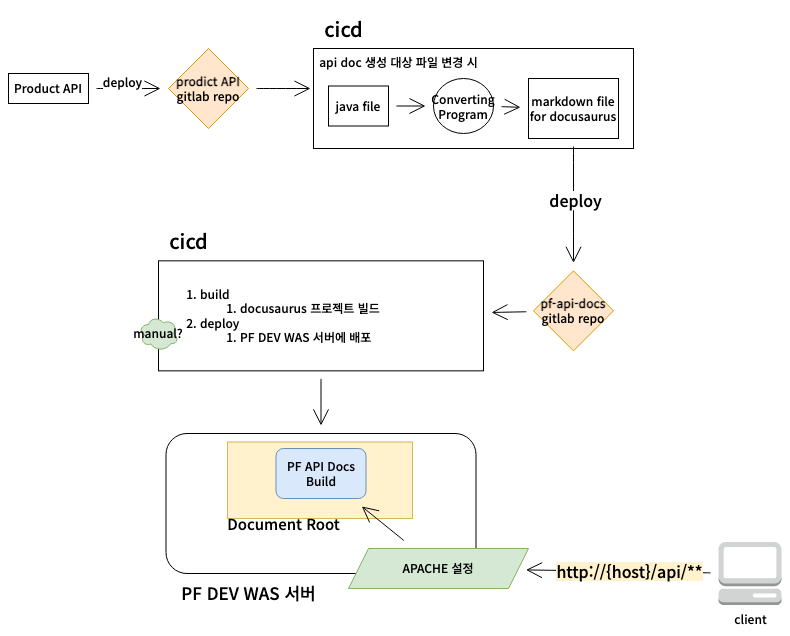 cicd
api doc 생성 대상 파일 변경 시
Product API
deploy
prodict API
gitlab repo
java file
Converting
Program
markdown file
for docusaurus
deploy
cicd
1. build
1. docusaurus 프로젝트 빌드
2. deploy
1. PF DEV WAS 서버에 배포
manual?
pf-api-docs
gitlab repo
PF API Docs
Build
Document Root
APACHE 설정
http://{host}/api/**
PF DEV WAS 서버
client